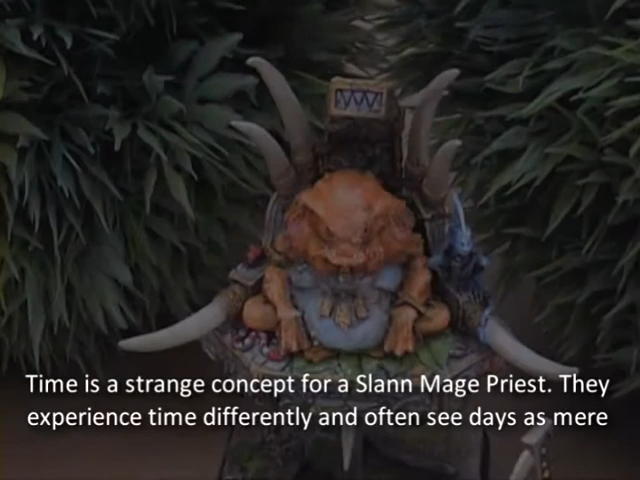 Time is a strange concept for a Slann Mage Priest. They
experience time differently and often see days as mere